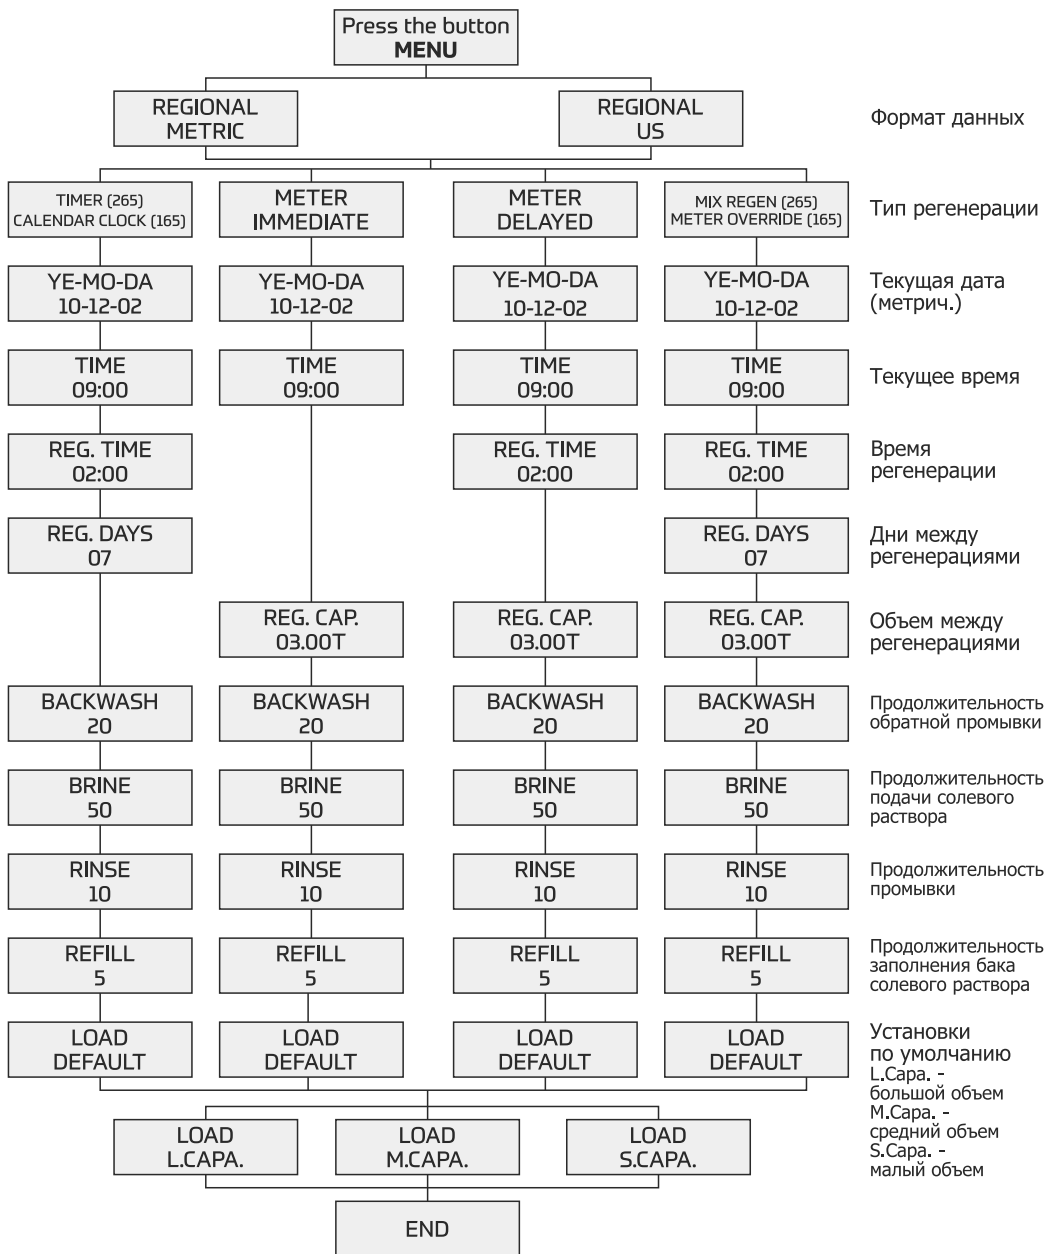 Press the button
MENU
REGIONAL
METRIC
REGIONAL
US
Формат данных
TIMER (265)
CALENDAR CLOCK (165)
METER
IMMEDIATE
METER
DELAYED
MIX REGEN (265)
METER OVERRIDE (165)
Тип регенерации
YE-MO-DA
10-12-02
YE-MO-DA
10-12-02
YE-MO-DA
10-12-02
YE-MO-DA
10-12-02
Текущая дата
(метрич.)
TIME
09:00
TIME
09:00
TIME
09:00
TIME
09:00
Текущее время
REG. TIME
02:00
REG. TIME
02:00
REG. TIME
02:00
Время
регенерации
REG. DAYS
07
REG. DAYS
07
Дни между
регенерациями
REG. CAP.
03.00T
REG. CAP.
03.00T
REG. CAP.
03.00T
Объем между
регенерациями
BACKWASH
20
BACKWASH
20
BACKWASH
20
BACKWASH
20
Продолжительность
обратной промывки
BRINE
50
BRINE
50
BRINE
50
BRINE
50
Продолжительность
подачи солевого
раствора
RINSE
10
RINSE
10
RINSE
10
RINSE
10
Продолжительность
промывки
REFILL
5
REFILL
5
REFILL
5
REFILL
5
Продолжительность
заполнения бака
солевого раствора
LOAD
DEFAULT
LOAD
DEFAULT
LOAD
DEFAULT
LOAD
DEFAULT
Установки
по умолчанию
L.Capa. -
большой объем
M.Capa. -
средний объем
S.Capa. -
малый объем
LOAD
L.CAPA.
LOAD
M.CAPA.
LOAD
S.CAPA.
END